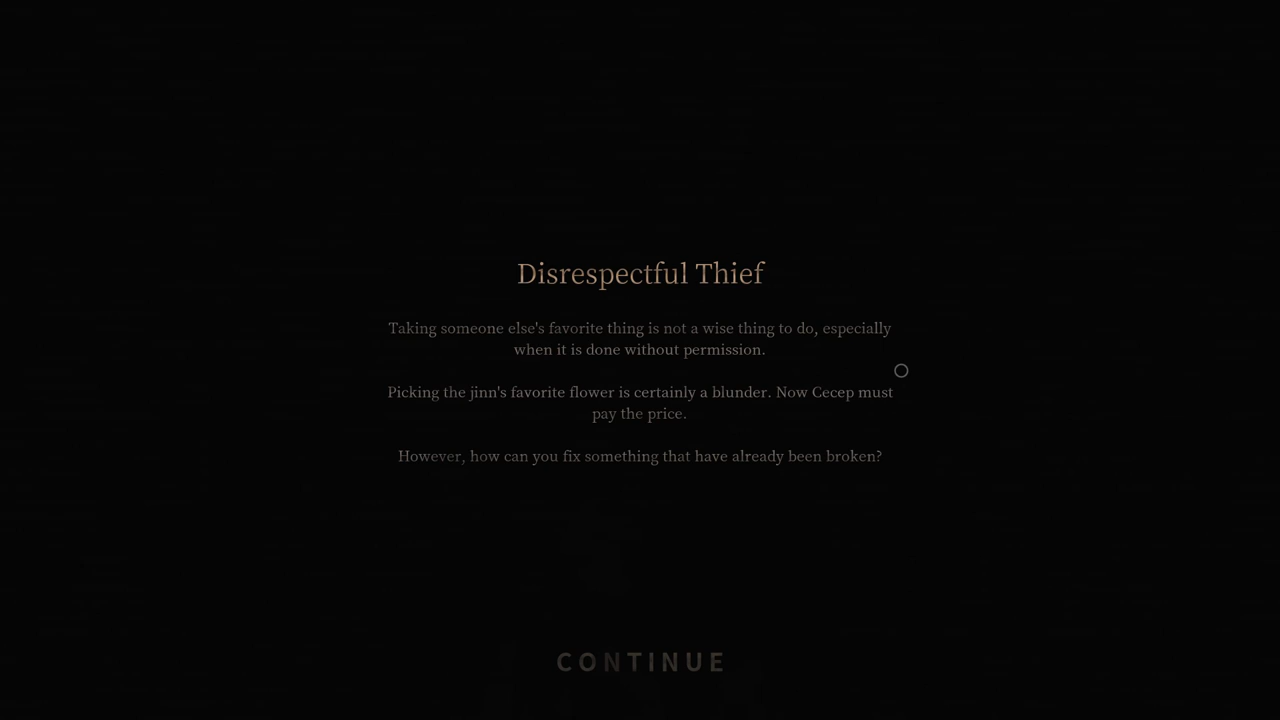 Disrespectful Thief
Taking someone else's favorite thing is not a wise thing to do, especially
when it is done without permission.
Picking the jinn's favorite flower is certainly a blunder. Now Cecep must
pay the price.
However, how can you fix something that have already been broken?
CONTINUE